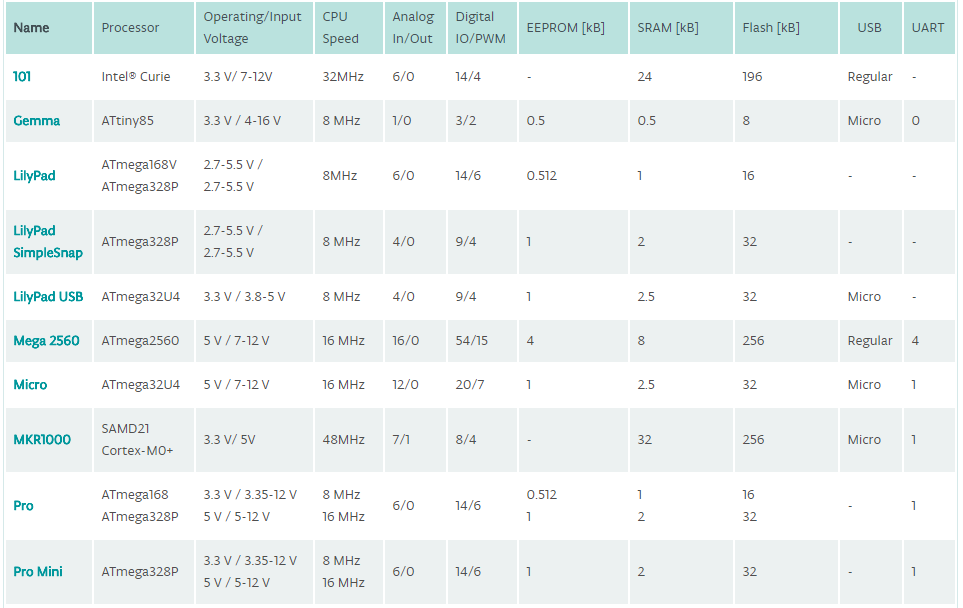 Name Processor Operating/Input Voltage CPU Speed Analog In/Out Digital IO/PWM EEPROM [kB] SRAM [kB] Flash [kB] USB UART
101 Intel® Curie 3.3 V/ 7-12V 32MHz 6/0 14/4 - 24 196 Regular -
Gemma ATtiny85 3.3 V / 4-16 V 8 MHz 1/0 3/2 0.5 0.5 8 Micro 0
LilyPad ATmega168V ATmega328P 2.7-5.5 V / 2.7-5.5 V 8MHz 6/0 14/6 0.512 1 16 - -
LilyPad SimpleSnap ATmega328P 2.7-5.5 V / 2.7-5.5 V 8 MHz 4/0 9/4 1 2 32 - -
LilyPad USB ATmega32U4 3.3 V / 3.8-5 V 8 MHz 4/0 9/4 1 2.5 32 Micro -
Mega 2560 ATmega2560 5 V / 7-12 V 16 MHz 16/0 54/15 4 8 256 Regular 4
Micro ATmega32U4 5 V / 7-12 V 16 MHz 12/0 20/7 1 2.5 32 Micro 1
MKR1000 SAMD21 Cortex-M0+ 3.3 V/ 5V 48MHz 7/1 8/4 - 32 256 Micro 1
Pro ATmega168 ATmega328P 3.3 V / 3.35-12 V 5 V / 5-12 V 8 MHz 16 MHz 6/0 14/6 0.512 1 1 2 16 32 - 1
Pro Mini ATmega328P 3.3 V / 3.35-12 V 5 V / 5-12 V 8 MHz 16 MHz 6/0 14/6 1 2 32 - 1